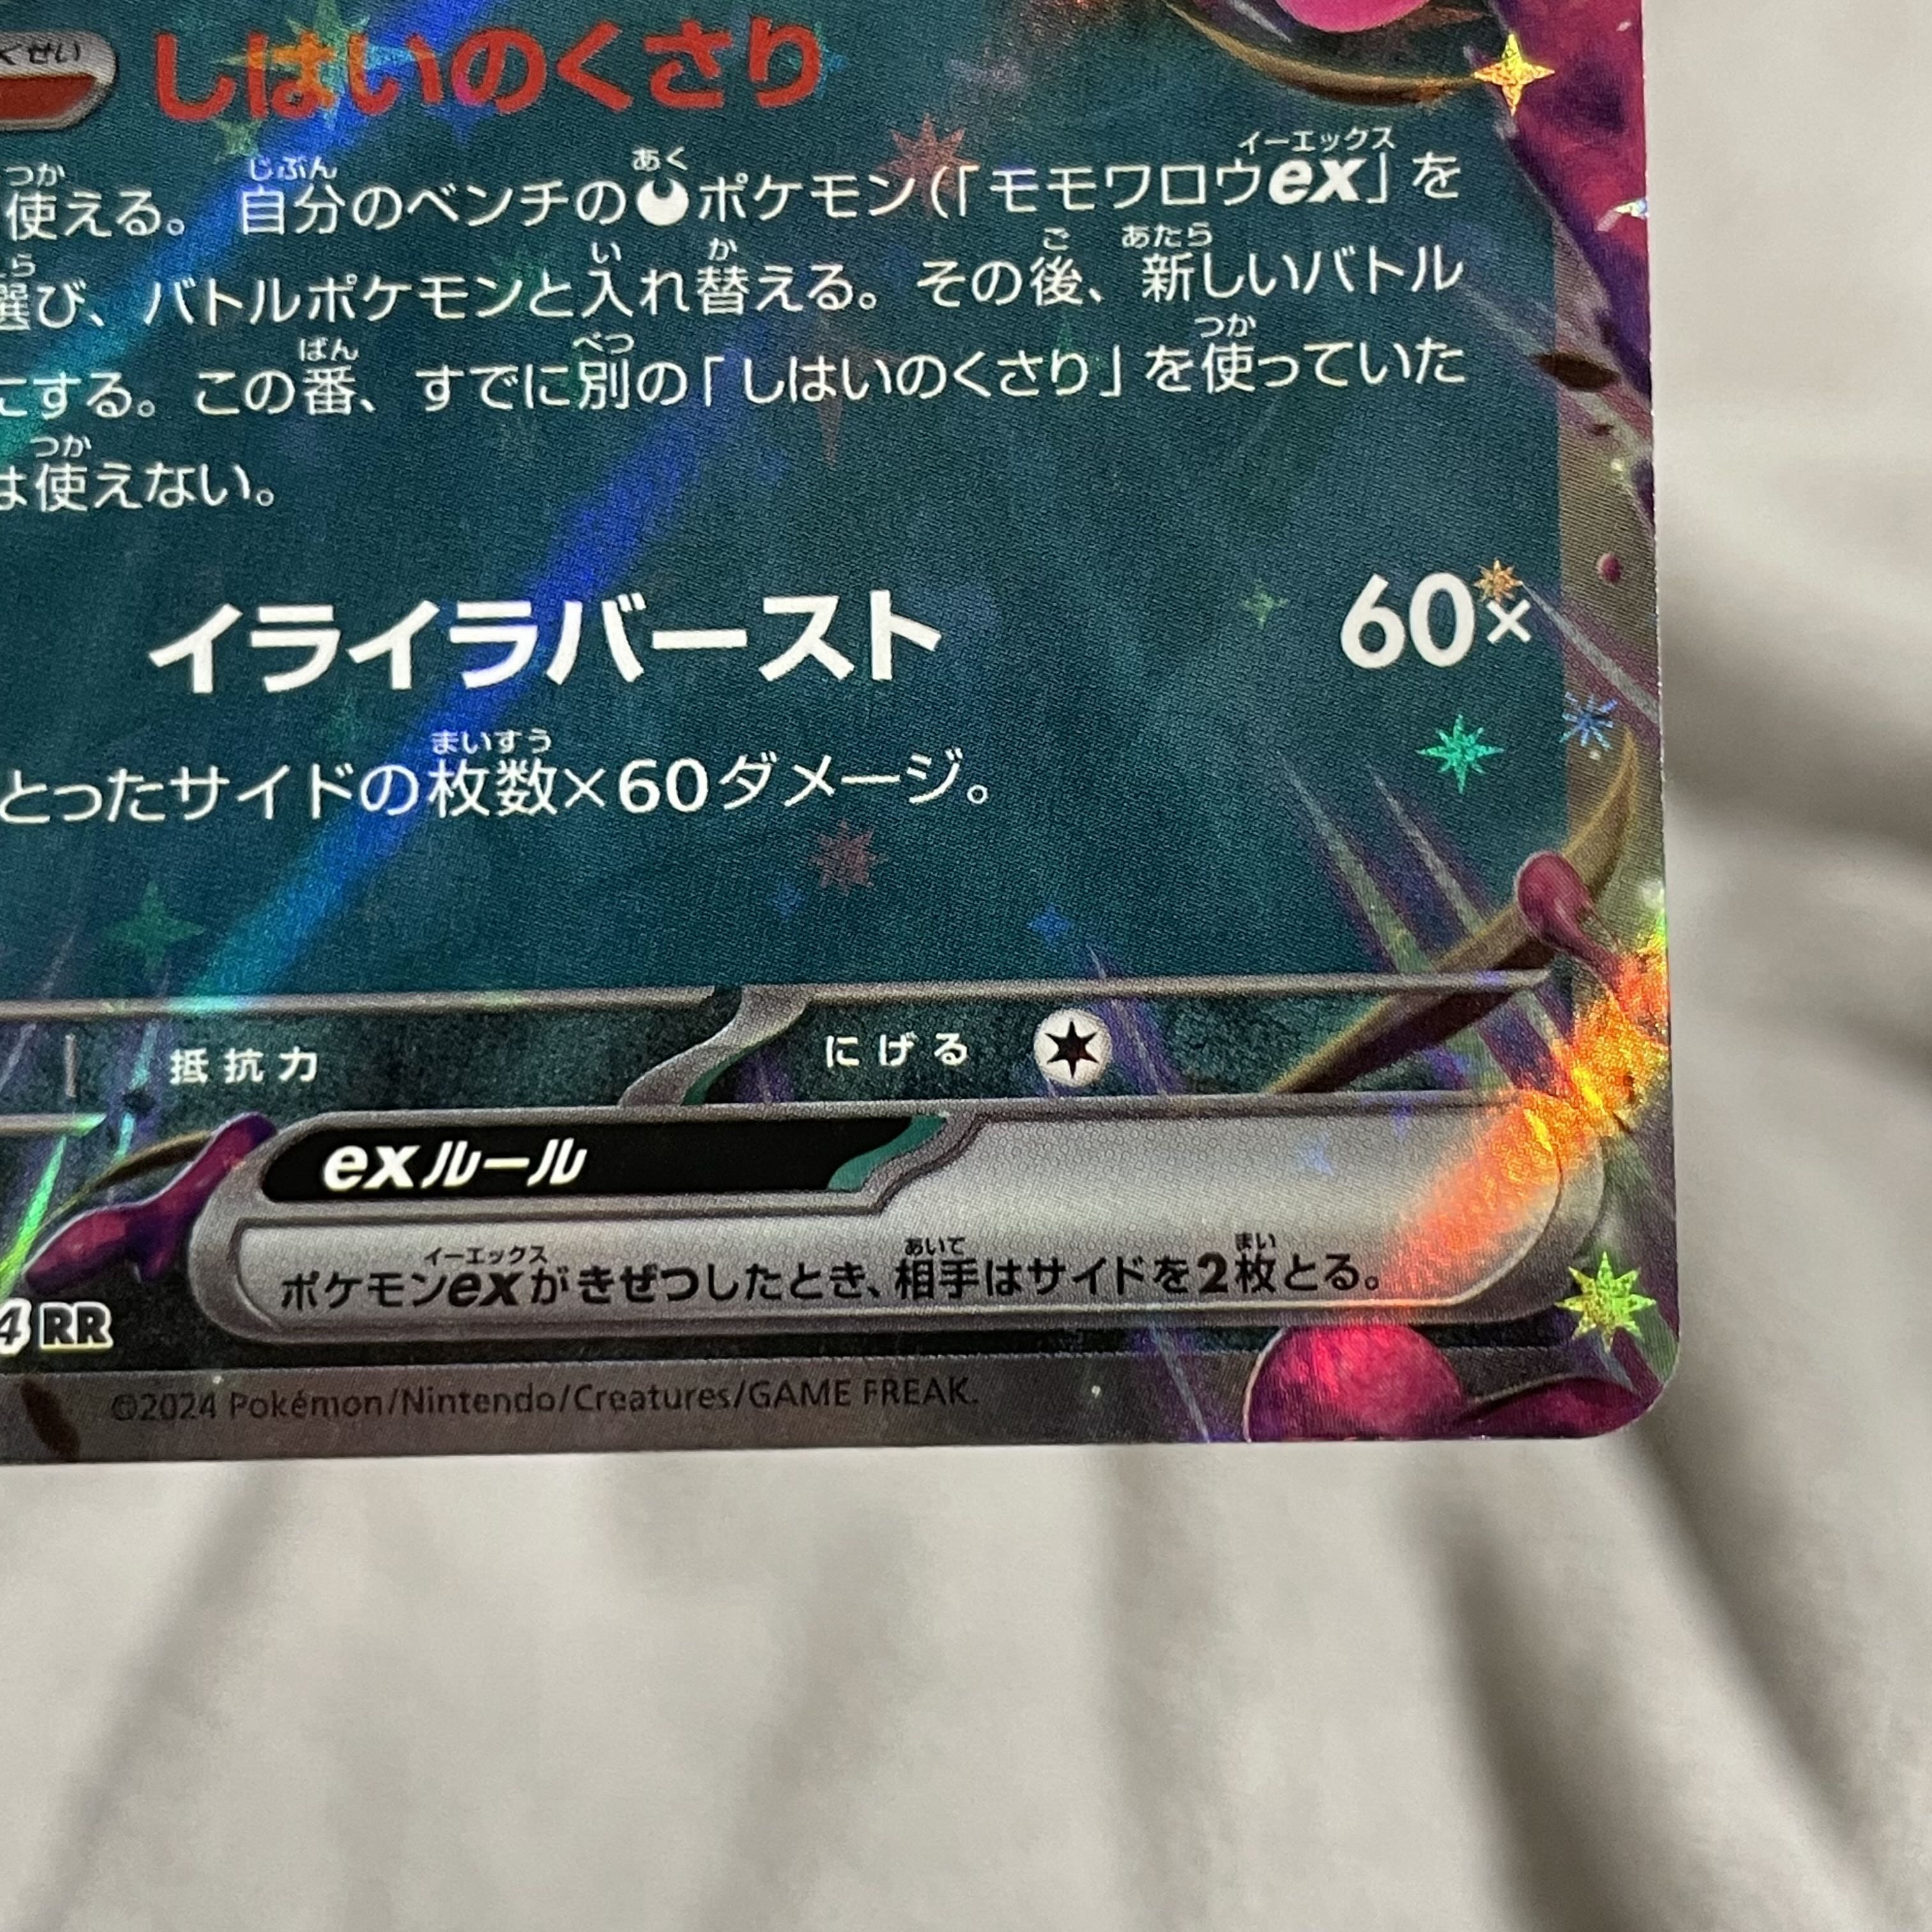 くせい しはいのくさり
使える。自分のベンチのポケモン(「モモワロウex」を
選び、バトルポケモンと入れ替える。その後、新しいバトル
にする。この番、すでに別の「しはいのくさり」を使っていた
は使えない。
イライラバースト 60×
とったサイドの枚数×60ダメージ。
抵抗力 にげる
exルール
ポケモンexがきぜつしたとき、相手はサイドを2枚とる。
4 RR
©2024 Pokémon/Nintendo/Creatures/GAME FREAK.